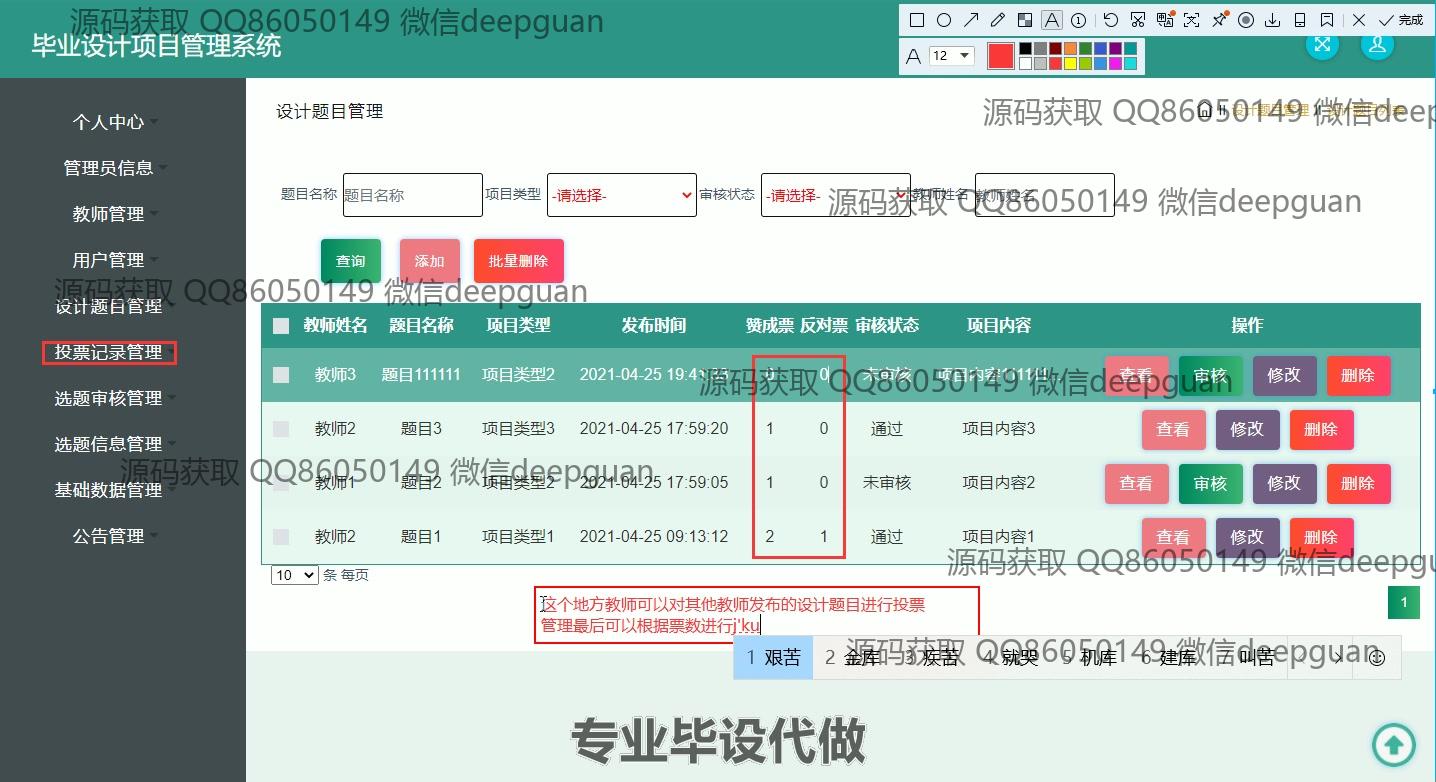 源码获取 QQ86050149 微信deepguan
毕业设计项目管理系统
12
完成
个人中心
管理员信息
教师管理
用户管理
设计题目管理
投票记录管理
选题审核管理
选题信息管理
基础数据管理
公告管理
设计题目管理
设计题目管理
源码获取 QQ86050149 微信deep
题目名称 题目名称 项目类型 -请选择- 审核状态 -请选择- 教师姓名 教师姓名
源码获取 QQ86050149 微信deepguan
查询 添加 批量删除
源码获取 QQ86050149 微信deepguan
教师姓名 题目名称 项目类型 发布时间 赞成票 反对票 审核状态 项目内容 操作
教师3 题目111111 项目类型2 2021-04-25 19:4 0 未审核 查看 审核 修改 删除
源码获取 QQ86050149 微信deepguan
教师2 题目3 项目类型3 2021-04-25 17:59:20 1 0 通过 项目内容3 查看 修改 删除
源码获取 QQ86050149 微信deepguan
教师1 题目2 项目类型2 2021-04-25 17:59:05 1 0 未审核 项目内容2 查看 审核 修改 删除
教师2 题目1 项目类型1 2021-04-25 09:13:12 2 1 通过 项目内容1 查看 修改 删除
源码获取 QQ86050149 微信deepgu
10 条 每页
1
这个地方教师可以对其他教师发布的设计题目进行投票
管理最后可以根据票数进行j'ku
1 艰苦 2 金库 3 疾苦 4 就哭 5 机库 6 建库 7 叫苦
源码获取 QQ86050149 微信deepguan
专业毕设代做